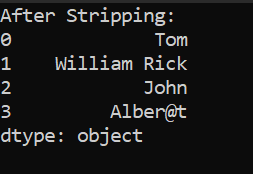 After Stripping:
0 Tom
1 William Rick
2 John
3 Alber@t
dtype: object